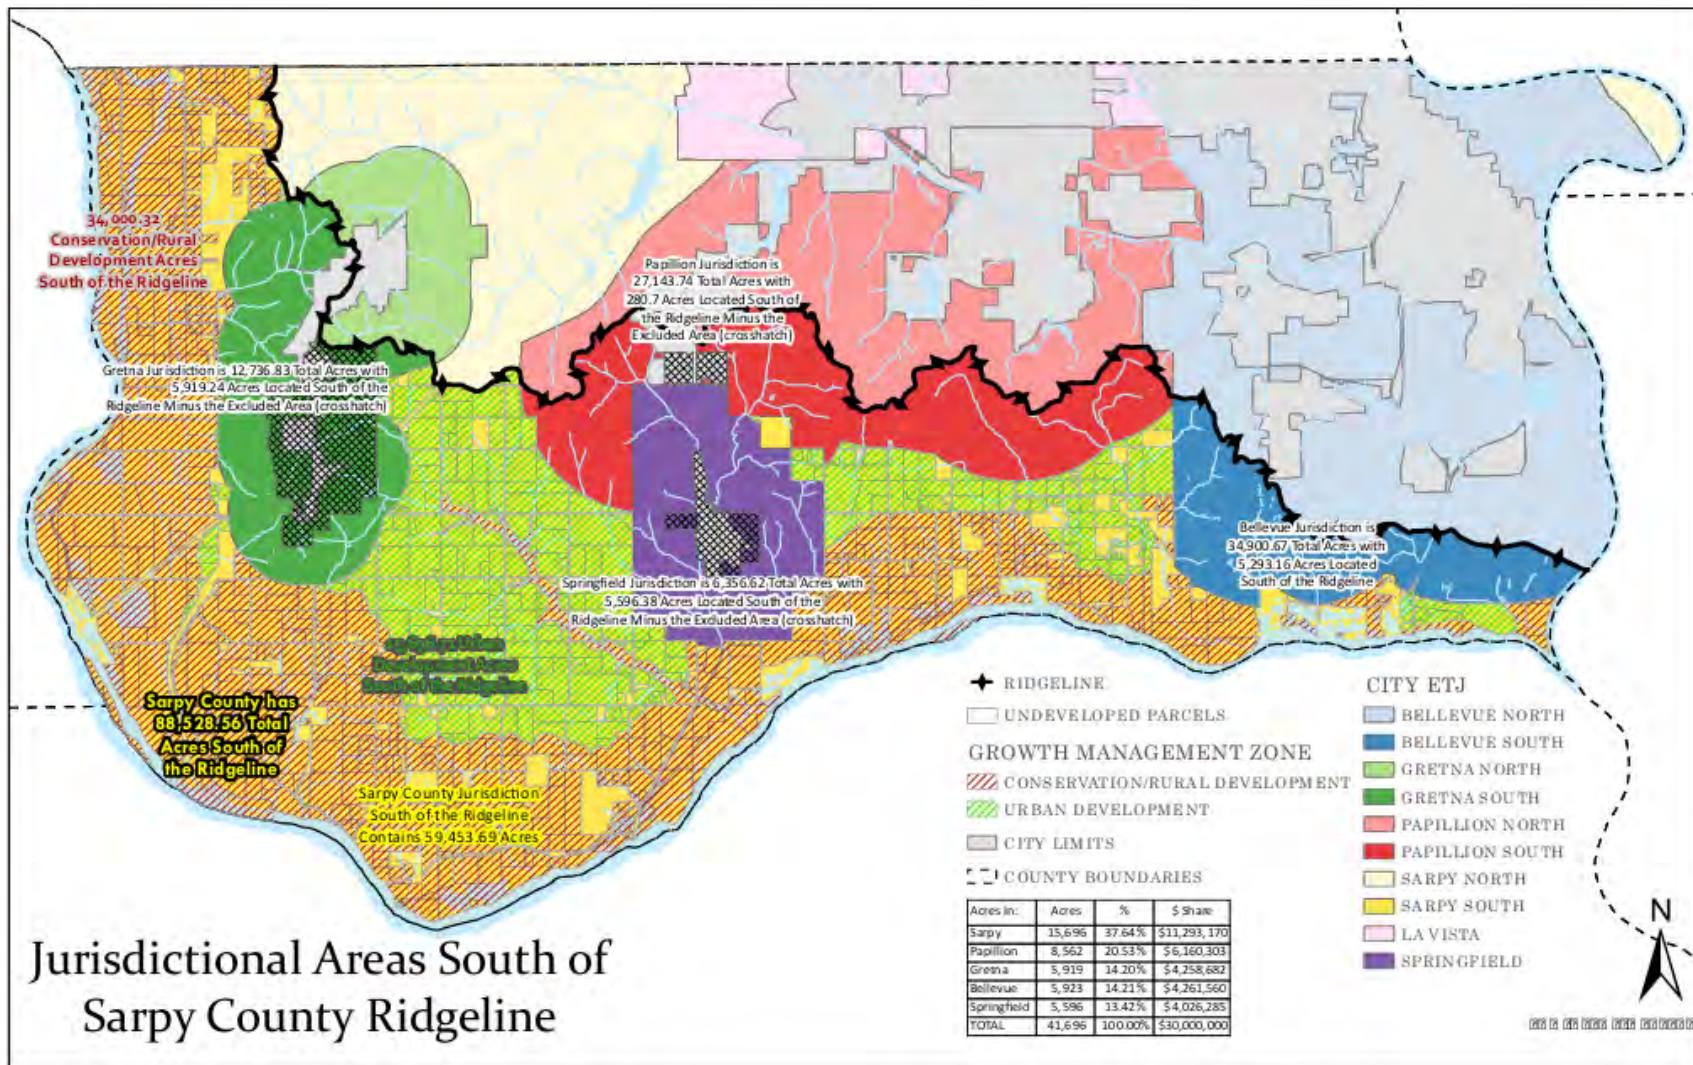 34,000.32
Conservation/Rural
Development Acres
South of the Ridgeline
Papillion Jurisdiction is
27,143.74 Total Acres with
280.7 Acres Located South of
the Ridgeline Minus the
Excluded Area (crosshatch)
Gretna Jurisdiction is 12,736.83 Total Acres with
5,919.24 Acres Located South of the
Ridgeline Minus the Excluded Area (crosshatch)
Bellevue Jurisdiction is
34,900.67 Total Acres with
5,293.16 Acres Located
South of the Ridgeline
Springfield Jurisdiction is 6,356.62 Total Acres with
5,596.38 Acres Located South of the
Ridgeline Minus the Excluded Area (crosshatch)
Urban
Development Acres
South of the Ridgeline
Sarpy County has
88,528.56 Total
Acres South of
the Ridgeline
Sarpy County Jurisdiction
South of the Ridgeline
Contains 59,453.69 Acres
Jurisdictional Areas South of
Sarpy County Ridgeline
RIDGELINE
UNDEVELOPED PARCELS
GROWTH MANAGEMENT ZONE
CONSERVATION/RURAL DEVELOPMENT
URBAN DEVELOPMENT
CITY LIMITS
COUNTY BOUNDARIES
Acres in: Acres % $ Share
Sarpy 15,696 37.64% $11,293,170
Papillion 8,562 20.53% $6,160,303
Gretna 5,919 14.20% $4,258,682
Bellevue 5,923 14.21% $4,261,560
Springfield 5,596 13.42% $4,026,285
TOTAL 41,696 100.00% $30,000,000
CITY ETJ
BELLEVUE NORTH
BELLEVUE SOUTH
GRETNA NORTH
GRETNA SOUTH
PAPILLION NORTH
PAPILLION SOUTH
SARPY NORTH
SARPY SOUTH
LA VISTA
SPRINGFIELD
N